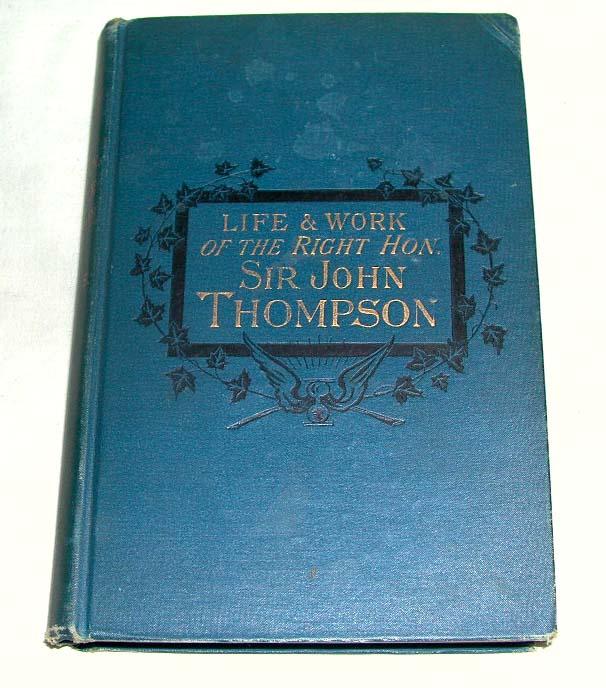 LIFE & WORK
OF THE RIGHT HON.
SIR JOHN
THOMPSON